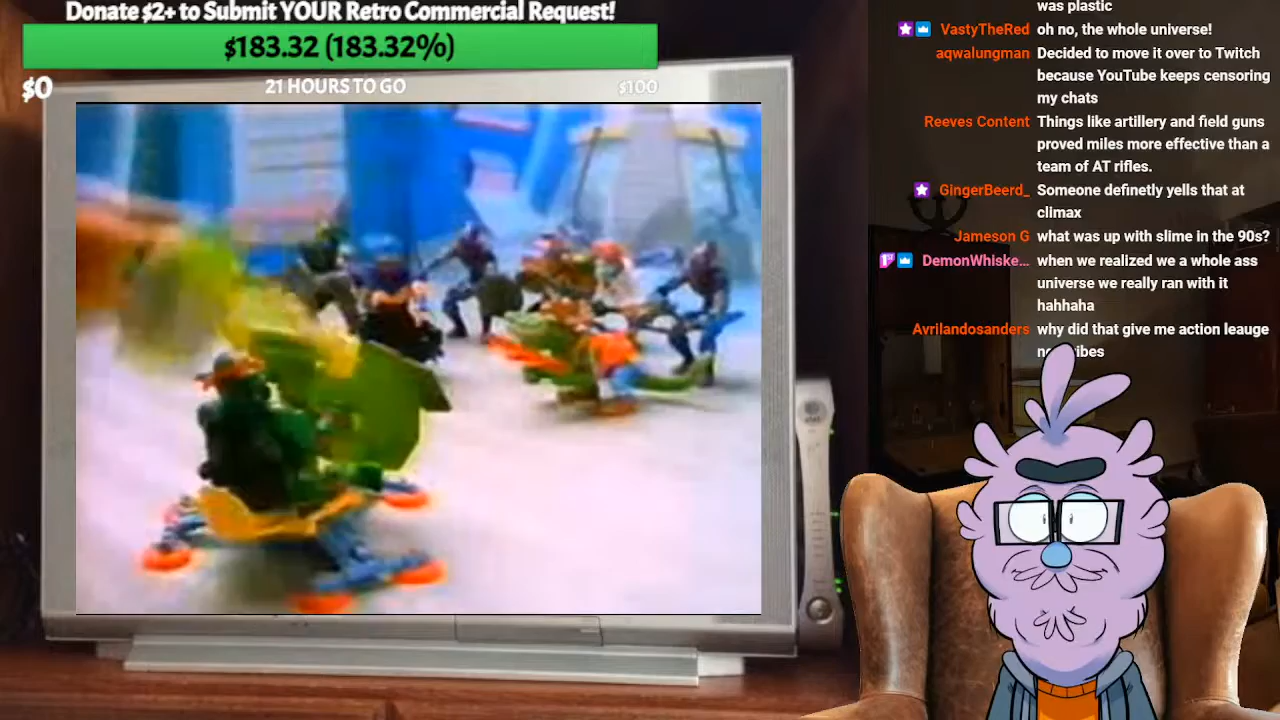 Donate $2+ to Submit YOUR Retro Commercial Request!
$183.32 (183.32%)
$0 21 HOURS TO GO $100
was plastic
VastyTheRed oh no, the whole universe!
aqwalungman Decided to move it over to Twitch
because YouTube keeps censoring
my chats
Reeves Content Things like artillery and field guns
proved miles more effective than a
team of AT rifles.
GingerBeerd_ Someone definetly yells that at
climax
Jameson G what was up with slime in the 90s?
DemonWhiske... when we realized we a whole ass
universe we really ran with it
hahhaha
Avrilandosanders why did that give me action leauge